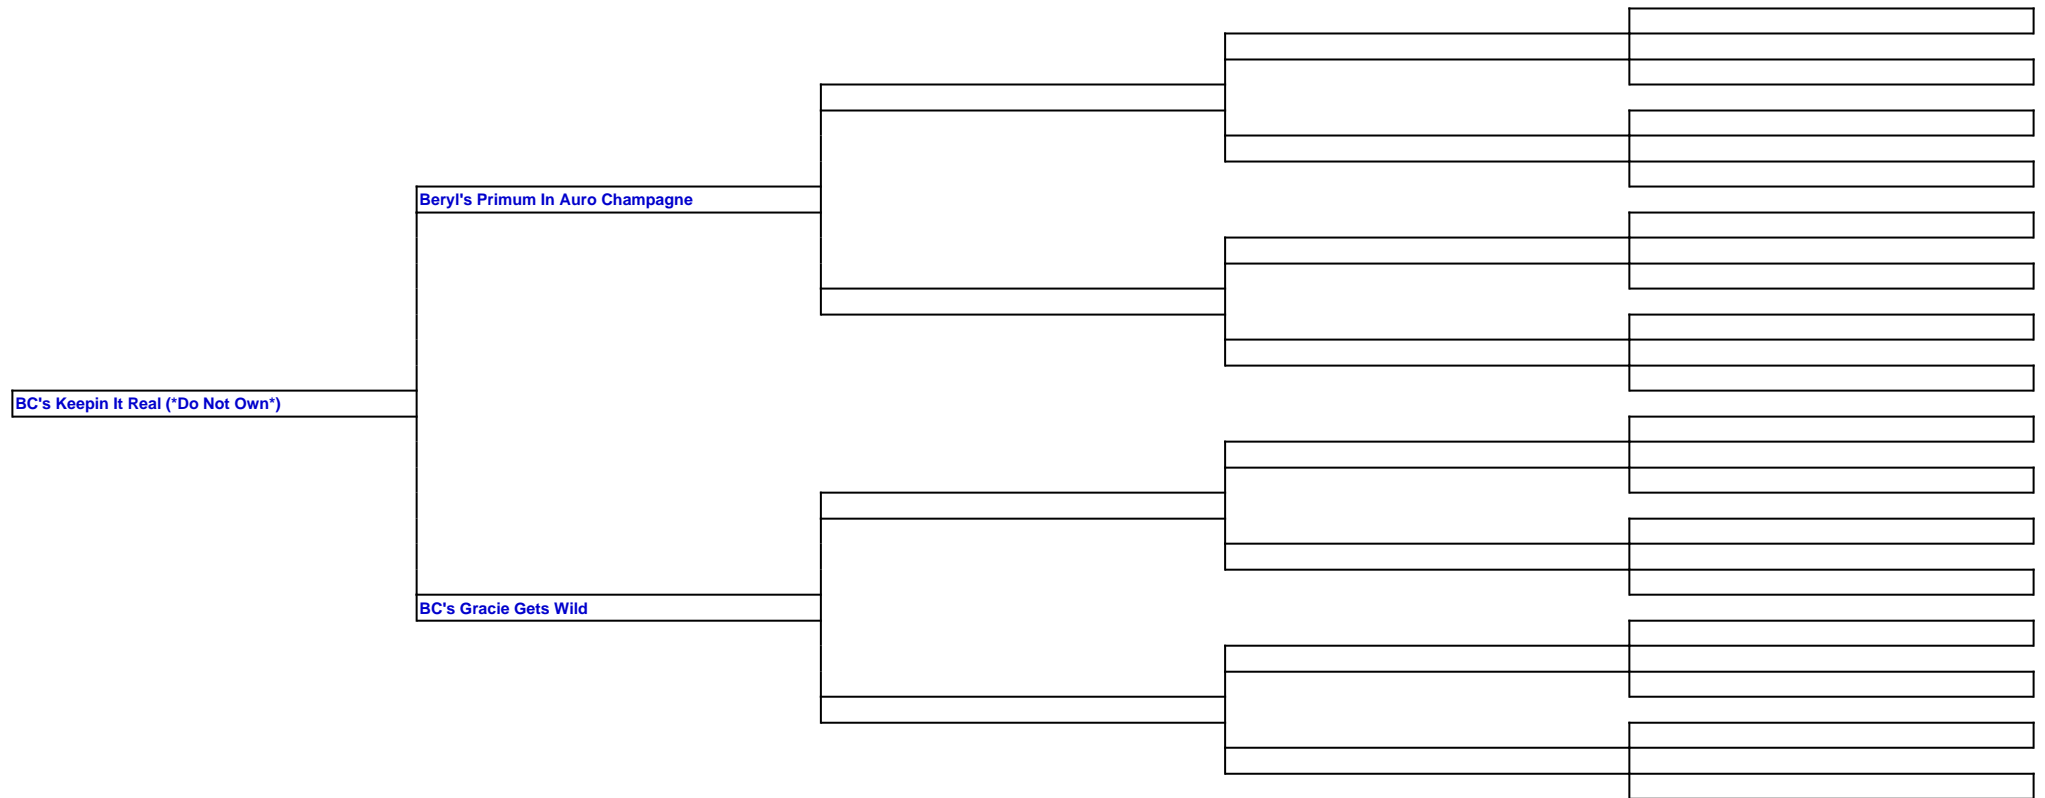 Beryl's Primum In Auro Champagne
BC's Keepin It Real (*Do Not Own*)
BC's Gracie Gets Wild